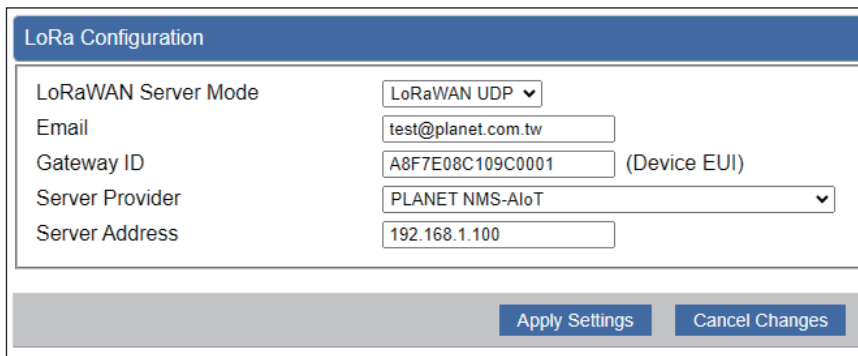 LoRa Configuration
LoRaWAN Server Mode LoRaWAN UDP
Email test@planet.com.tw
Gateway ID A8F7E08C109C0001 (Device EUI)
Server Provider PLANET NMS-AIoT
Server Address 192.168.1.100
Apply Settings Cancel Changes